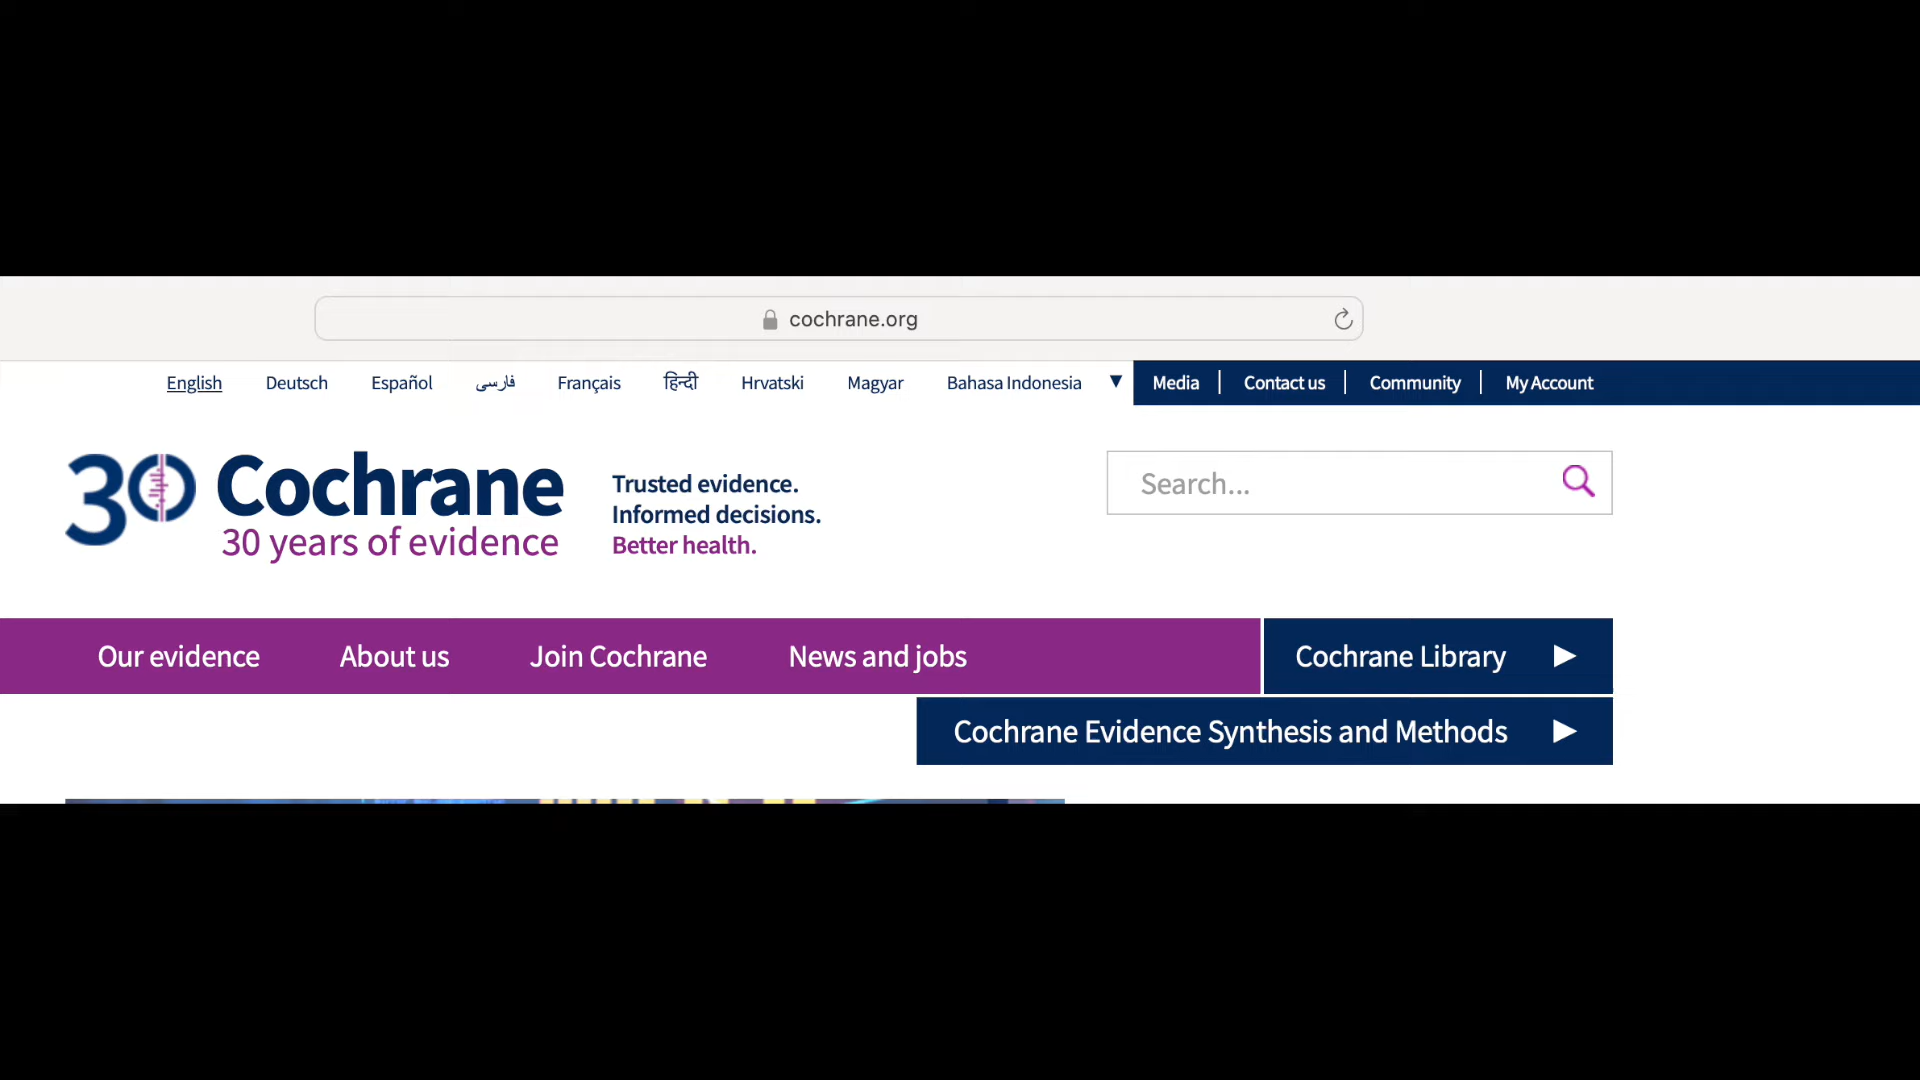 cochrane.org
English Deutsch Español فارسی Français हिन्दी Hrvatski Magyar Bahasa Indonesia ▼ Media | Contact us | Community | My Account
30 Cochrane
30 years of evidence
Trusted evidence.
Informed decisions.
Better health.
Search...
Our evidence About us Join Cochrane News and jobs Cochrane Library ►
Cochrane Evidence Synthesis and Methods ►